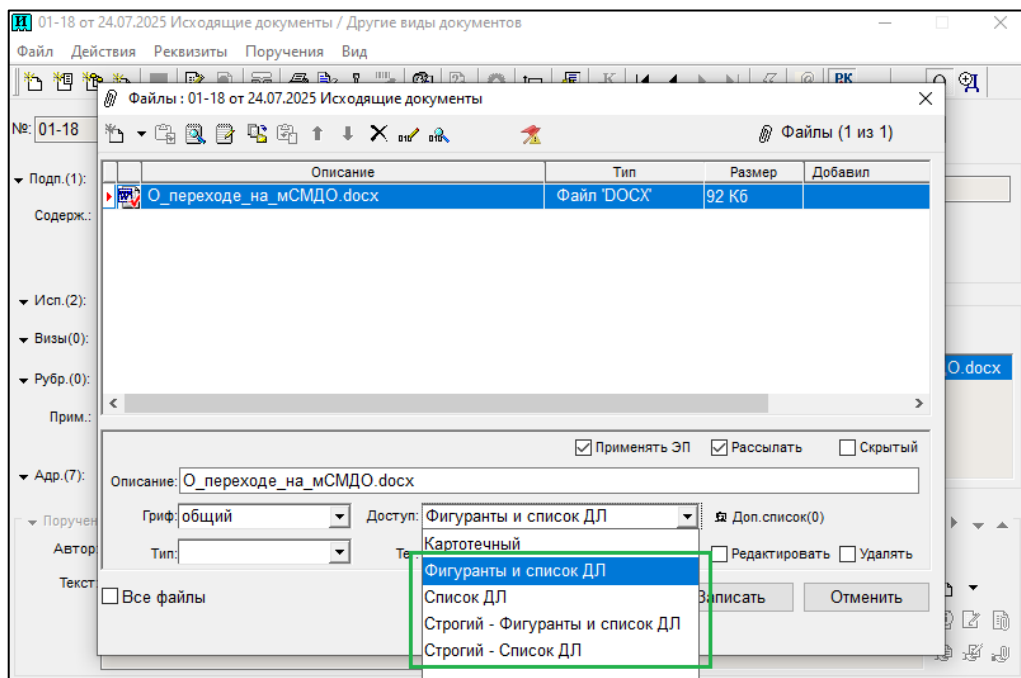 01-18 от 24.07.2025 Исходящие документы / Другие виды документов
Файл Действия Реквизиты Поручения Вид
РК
Файлы : 01-18 от 24.07.2025 Исходящие документы
№: 01-18
Файлы (1 из 1)
Описание Тип Размер Добавил
О_переходе_на_мСМДО.docx Файл 'DOCX' 92 Кб
Подп.(1):
Содерж.:
Исп.(2):
Визы(0):
Рубр.(0):
О.docx
Прим.:
Применять ЭП Рассылать Скрытый
Адр.(7):
Описание: О_переходе_на_мСМДО.docx
Гриф: общий Доступ: Фигуранты и список ДЛ Доп.список(0)
Поручен
Картотечный
Автор
Тип: Те Редактировать Удалять
Фигуранты и список ДЛ
Текст
Все файлы Список ДЛ Записать Отменить
Строгий - Фигуранты и список ДЛ
Строгий - Список ДЛ